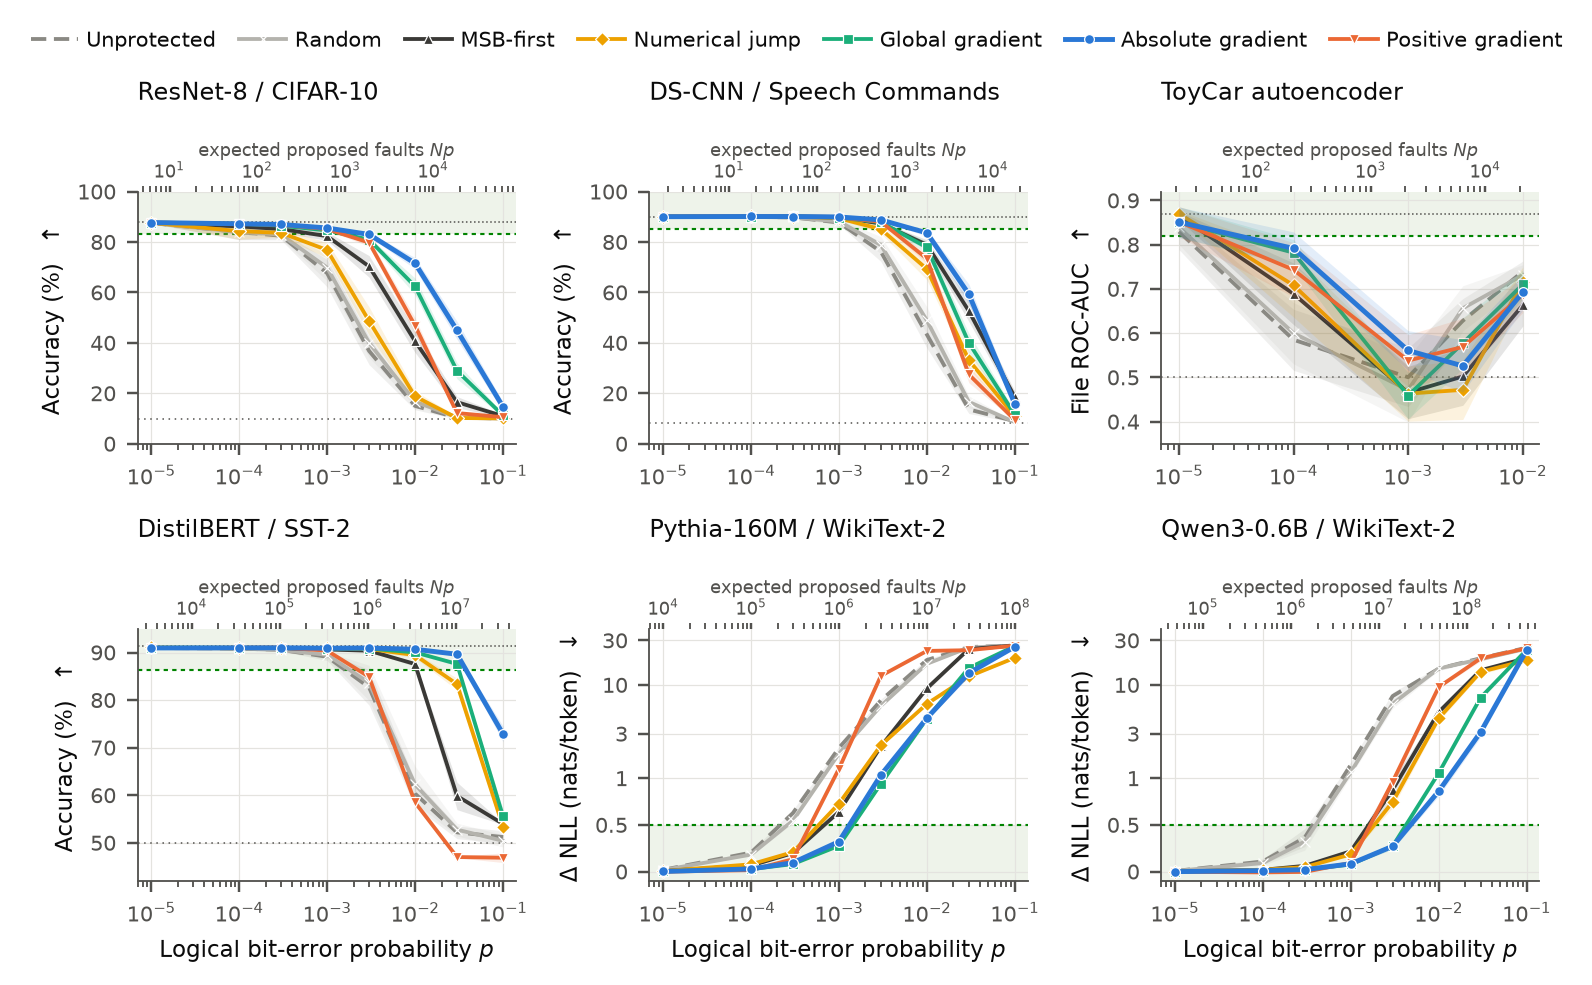 Unprotected Random MSB-first Numerical jump Global gradient Absolute gradient Positive gradient
ResNet-8 / CIFAR-10
expected proposed faults Np
10¹ 10² 10³ 10⁴
Accuracy (%) ↑
100
80
60
40
20
0
10⁻⁵ 10⁻⁴ 10⁻³ 10⁻² 10⁻¹
DS-CNN / Speech Commands
expected proposed faults Np
10¹ 10² 10³ 10⁴
Accuracy (%) ↑
100
80
60
40
20
0
10⁻⁵ 10⁻⁴ 10⁻³ 10⁻² 10⁻¹
ToyCar autoencoder
expected proposed faults Np
10² 10³ 10⁴
File ROC-AUC ↑
0.9
0.8
0.7
0.6
0.5
0.4
10⁻⁵ 10⁻⁴ 10⁻³ 10⁻²
DistilBERT / SST-2
expected proposed faults Np
10⁴ 10⁵ 10⁶ 10⁷
Accuracy (%) ↑
90
80
70
60
50
10⁻⁵ 10⁻⁴ 10⁻³ 10⁻² 10⁻¹
Logical bit-error probability p
Pythia-160M / WikiText-2
expected proposed faults Np
10⁴ 10⁵ 10⁶ 10⁷ 10⁸
Δ NLL (nats/token) ↓
30
10
3
1
0.5
0
10⁻⁵ 10⁻⁴ 10⁻³ 10⁻² 10⁻¹
Logical bit-error probability p
Qwen3-0.6B / WikiText-2
expected proposed faults Np
10⁵ 10⁶ 10⁷ 10⁸
Δ NLL (nats/token) ↓
30
10
3
1
0.5
0
10⁻⁵ 10⁻⁴ 10⁻³ 10⁻² 10⁻¹
Logical bit-error probability p